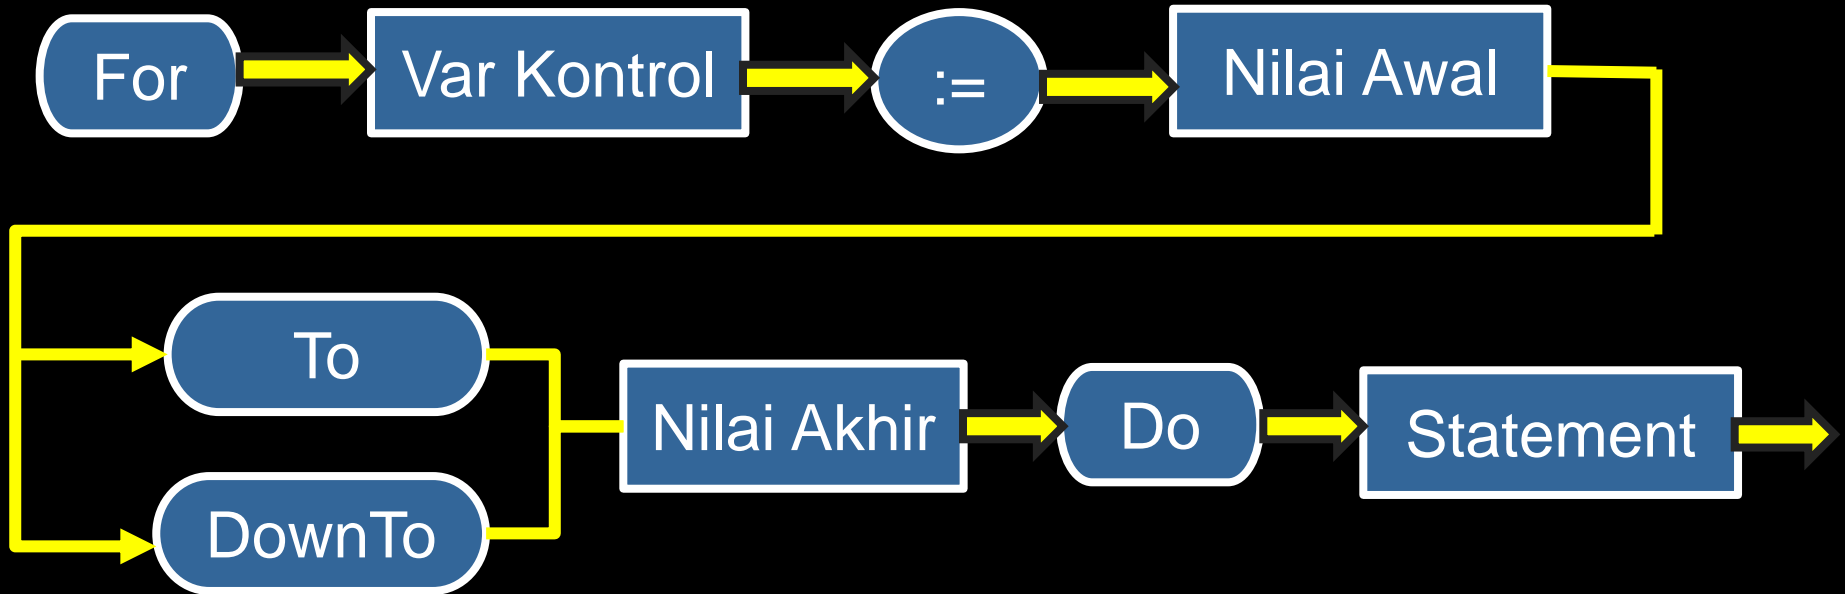 For
Var Kontrol
:=
Nilai Awal
To
DownTo
Nilai Akhir
Do
Statement